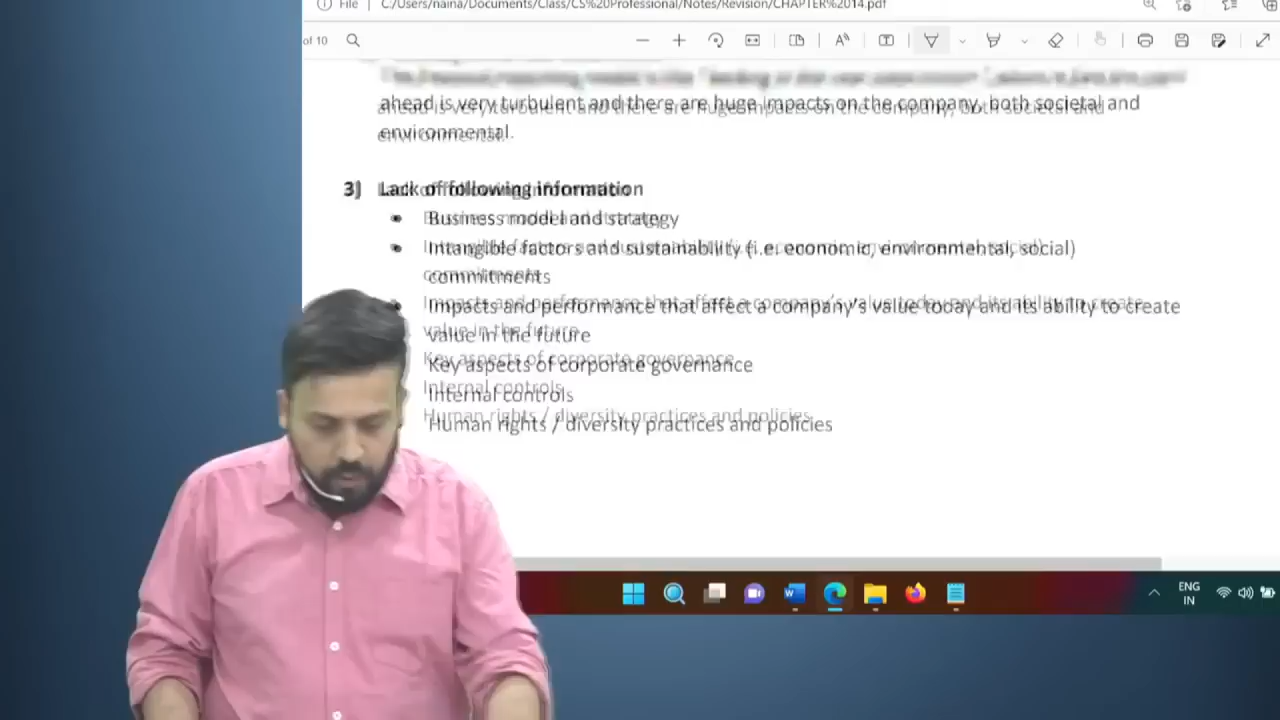 File | C:/Users/naina/Documents/Class/CS%20Professional/Notes/Revision/CHAPTER%2014.pdf
of 10
ahead is very turbulent and there are huge impacts on the company, both societal and
environmental.
3) Lack of following information
• Business model and strategy
• Intangible factors and sustainability (i.e. economic, environmental, social)
commitments
• Impacts and performance that affect a company's value today and its ability to create
value in the future
Key aspects of corporate governance
Internal controls
Human rights / diversity practices and policies
ENG
IN